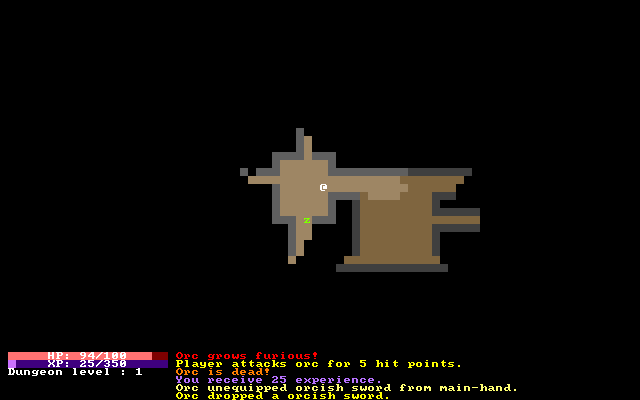 @
z
HP: 94/100
XP: 25/350
Dungeon level : 1
Orc grows furious!
Player attacks orc for 5 hit points.
Orc is dead!
You receive 25 experience.
Orc unequipped orcish sword from main-hand.
Orc dropped a orcish sword.